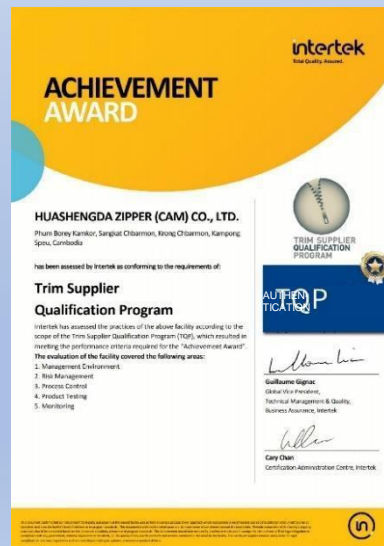 intertek
Total Quality. Assured.
ACHIEVEMENT
AWARD
HUASHENGDA ZIPPER (CAM) CO., LTD.
Phum Borey Kamkor, Sangkat Chbarmon, Krong Chbarmon, Kampong
Speu, Cambodia
has been assessed by Intertek as conforming to the requirements of:
Trim Supplier
Qualification Program
Intertek has assessed the practices of the above facility according to the
scope of the Trim Supplier Qualification Program (TQP), which resulted in
meeting the performance criteria required for the "Achievement Award".
The evaluation of the facility covered the following areas:
1. Management Environment
2. Risk Management
3. Process Control
4. Product Testing
5. Monitoring
TRIM SUPPLIER
QUALIFICATION
PROGRAM
TQP
AUTHEN
TICATION
Guillaume Gignac
Global Vice President,
Technical Management & Quality,
Business Assurance, Intertek
Cary Chan
Certification Administration Centre, Intertek